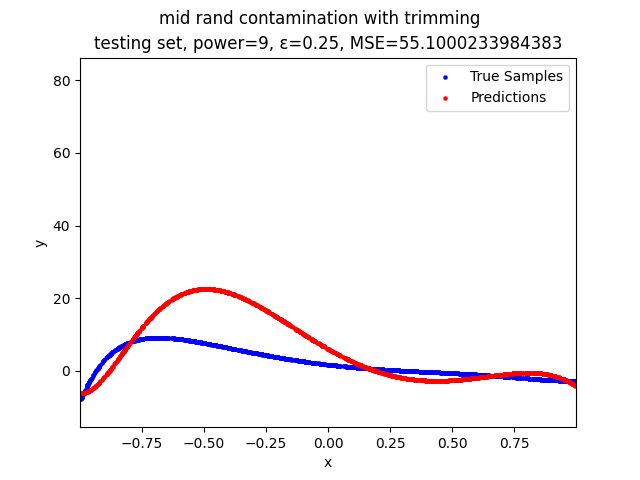 mid rand contamination with trimming
testing set, power=9, ε=0.25, MSE=55.1000233984383
True Samples
Predictions
80
60
40
20
0
y
−0.75 −0.50 −0.25 0.00 0.25 0.50 0.75
x